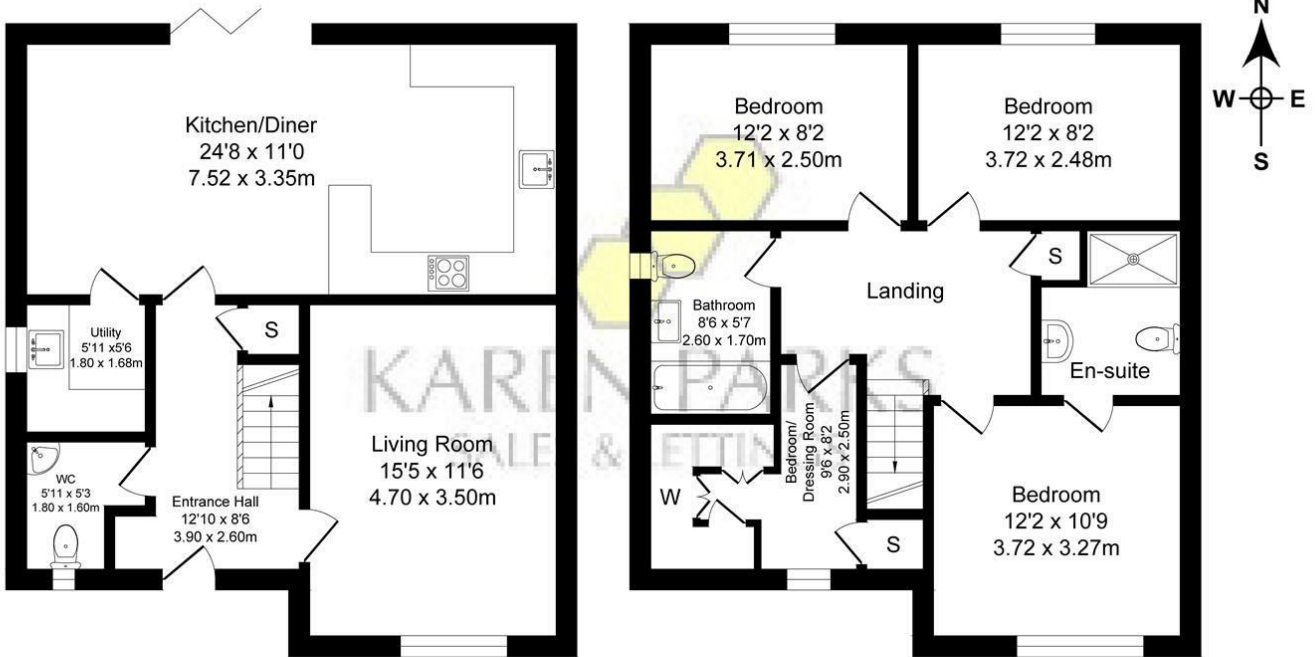 Kitchen/Diner
24'8 x 11'0
7.52 x 3.35m
Utility
5'11 x5'6
1.80 x 1.68m
S
WC
5'11 x 5'3
1.80 x 1.60m
Entrance Hall
12'10 x 8'6
3.90 x 2.60m
Living Room
15'5 x 11'6
4.70 x 3.50m
Bedroom
12'2 x 8'2
3.71 x 2.50m
Bedroom
12'2 x 8'2
3.72 x 2.48m
Bathroom
8'6 x 5'7
2.60 x 1.70m
Landing
S
En-suite
Bedroom/
Dressing Room
9'6 x 8'2
2.90 x 2.50m
W
S
Bedroom
12'2 x 10'9
3.72 x 3.27m
N
W E
S
KAREN PARKS
SALES & LETTINGS